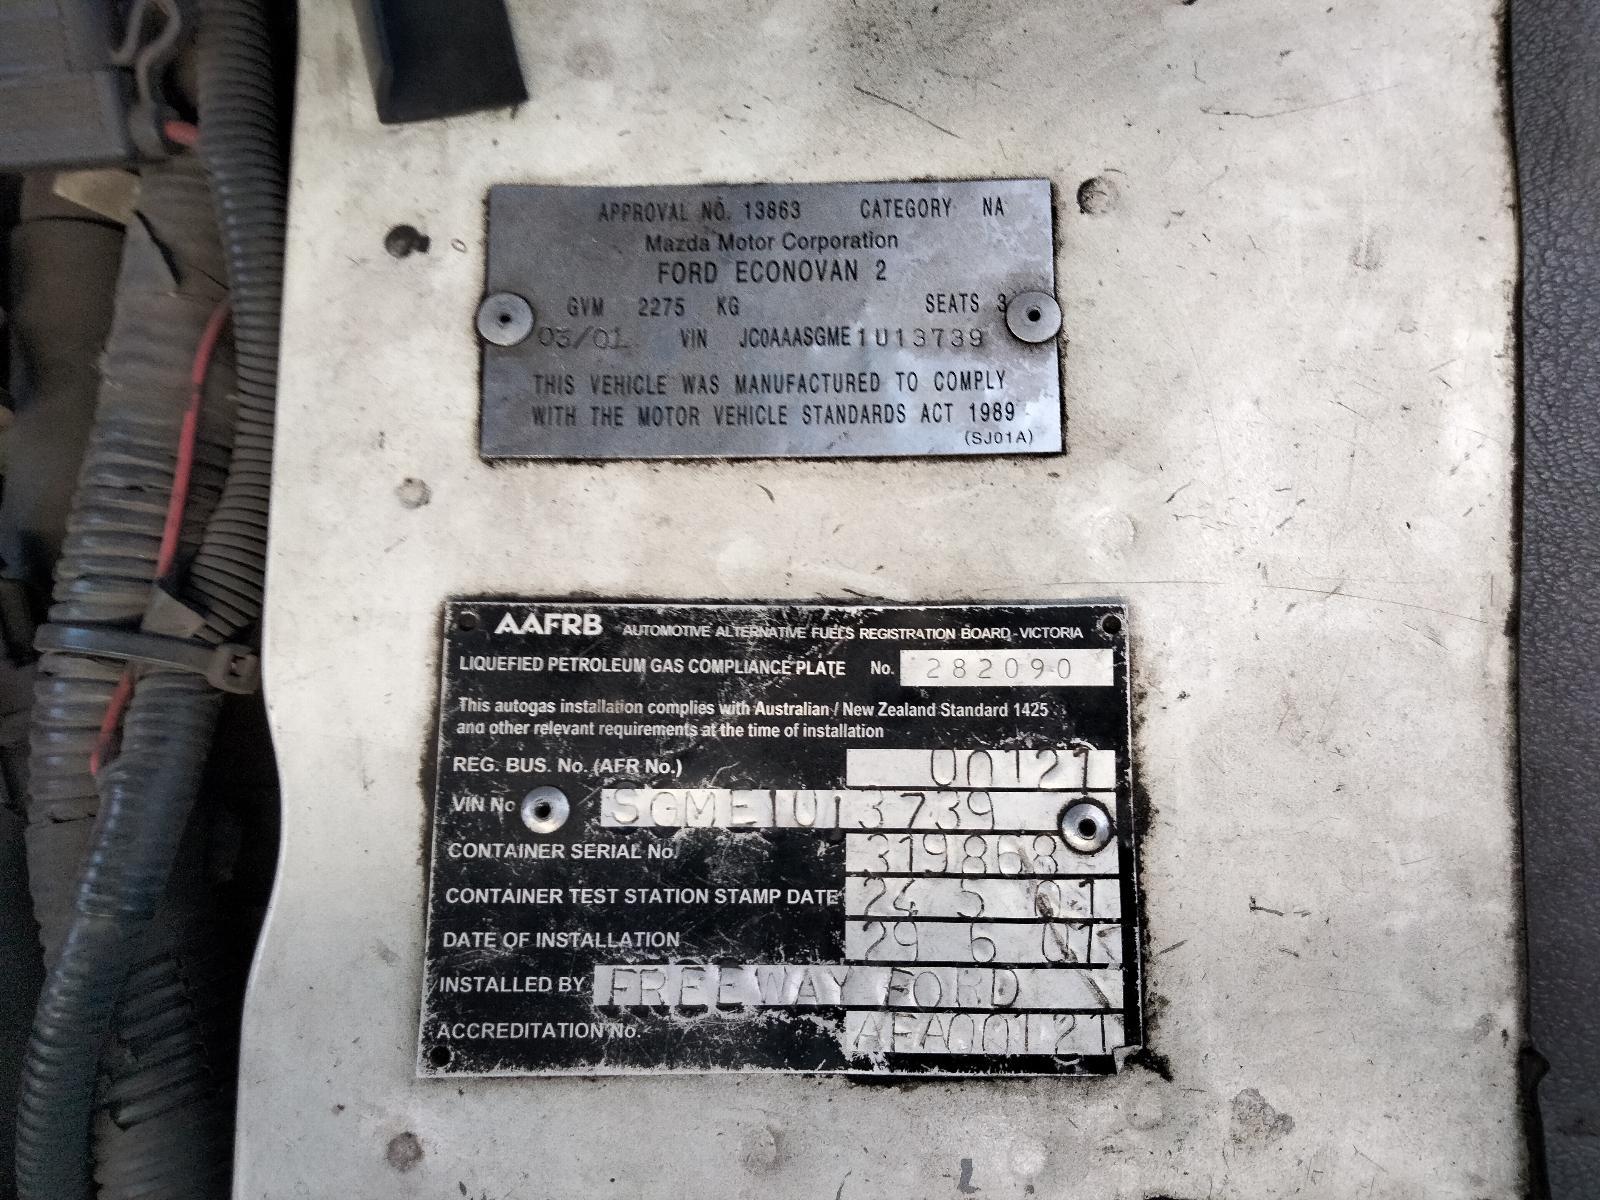 APPROVAL NO. 13863 CATEGORY NA
Mazda Motor Corporation
FORD ECONOVAN 2
GVM 2275 KG SEATS 3
03/01 VIN JC0AAASGME1U13739
THIS VEHICLE WAS MANUFACTURED TO COMPLY
WITH THE MOTOR VEHICLE STANDARDS ACT 1989
(SJ01A)
AAFRB AUTOMOTIVE ALTERNATIVE FUELS REGISTRATION BOARD - VICTORIA
LIQUEFIED PETROLEUM GAS COMPLIANCE PLATE No. 282090
This autogas installation complies with Australian / New Zealand Standard 1425
and other relevant requirements at the time of installation
REG. BUS. No. (AFR No.) 00121
VIN No SGME1U13739
CONTAINER SERIAL No. 319868
CONTAINER TEST STATION STAMP DATE 24 5 01
DATE OF INSTALLATION 29 6 01
INSTALLED BY FREEWAY FORD
ACCREDITATION No. AFA00121